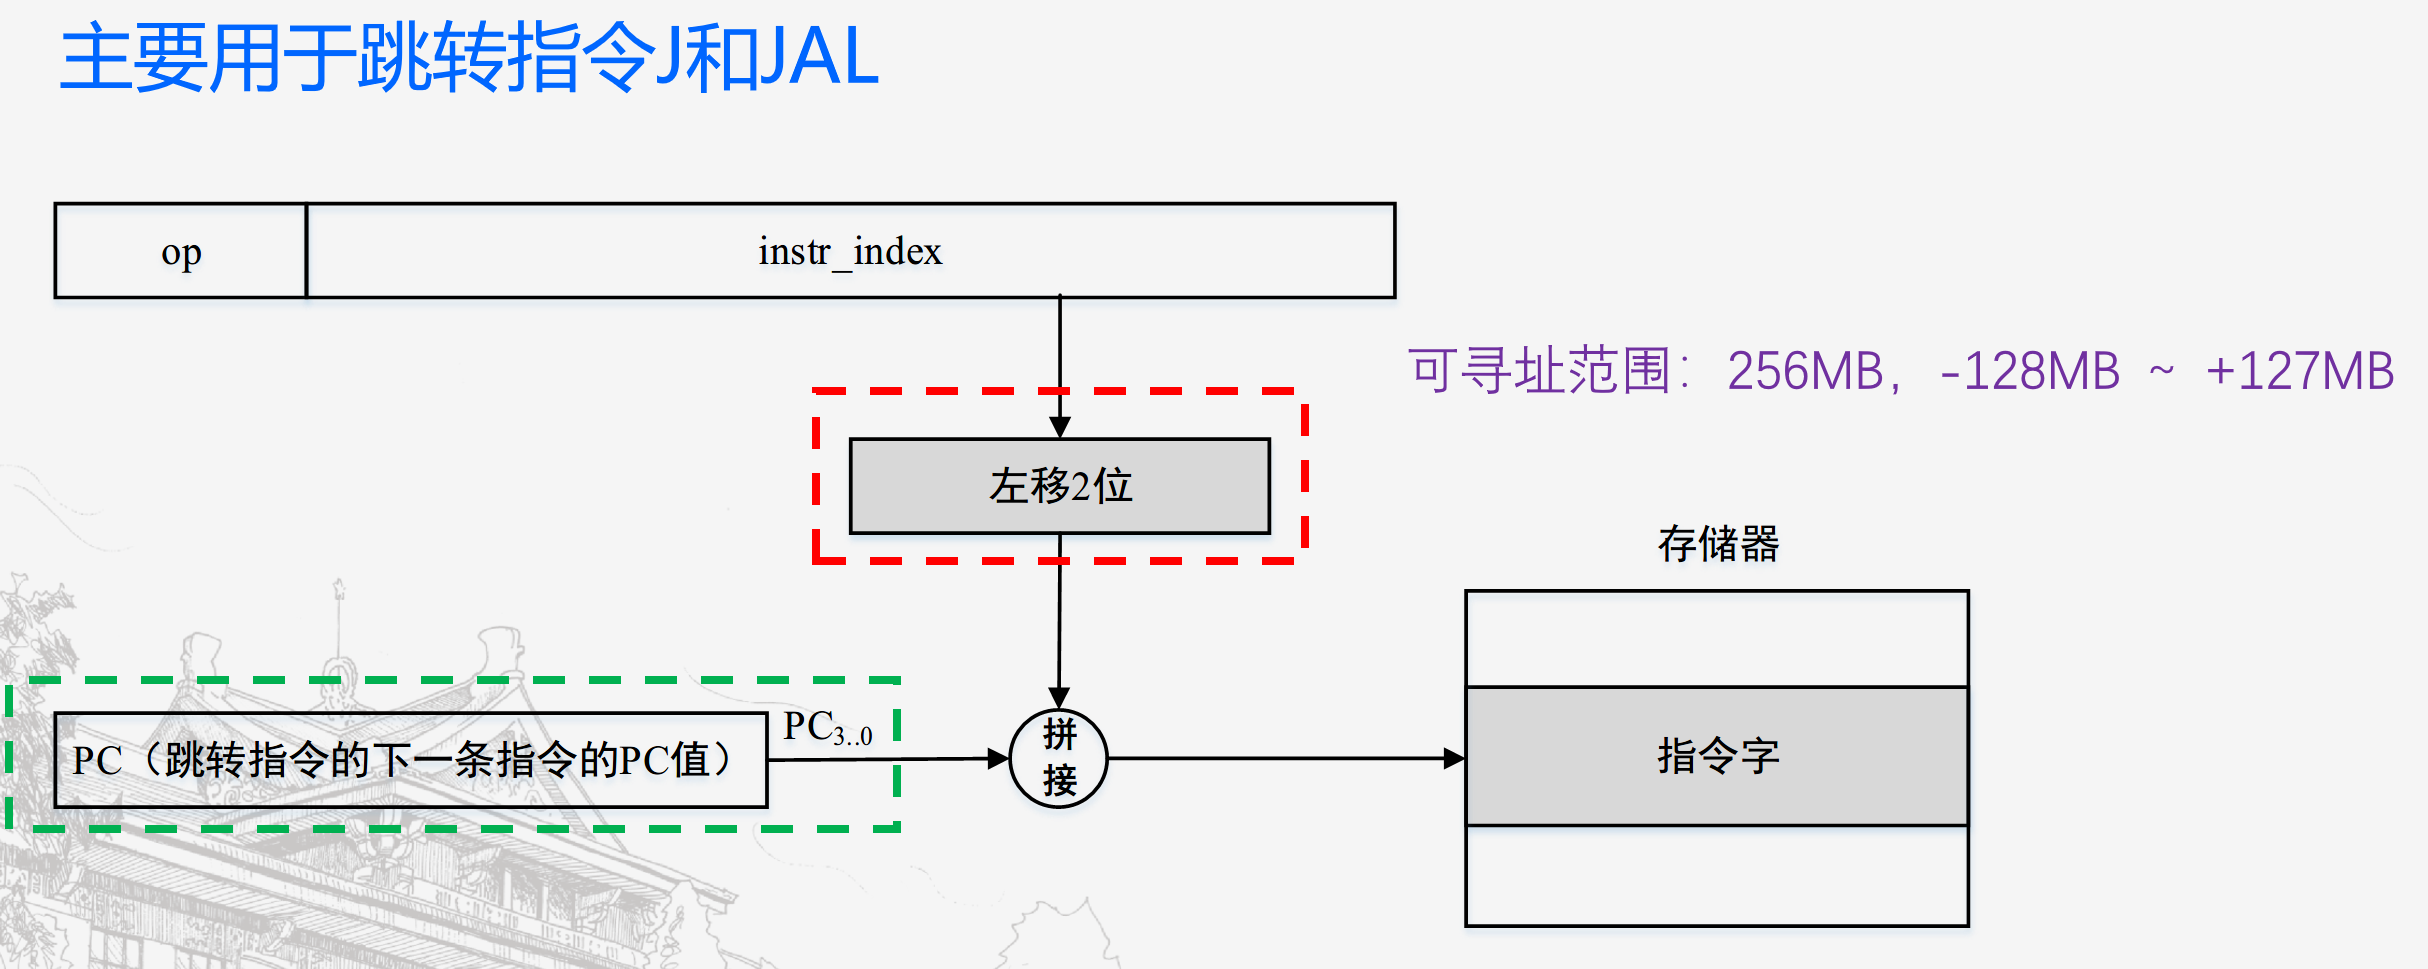 主要用于跳转指令J和JAL
op
instr_index
可寻址范围：256MB，-128MB ~ +127MB
左移2位
存储器
PC（跳转指令的下一条指令的PC值）
PC3..0
拼
接
指令字